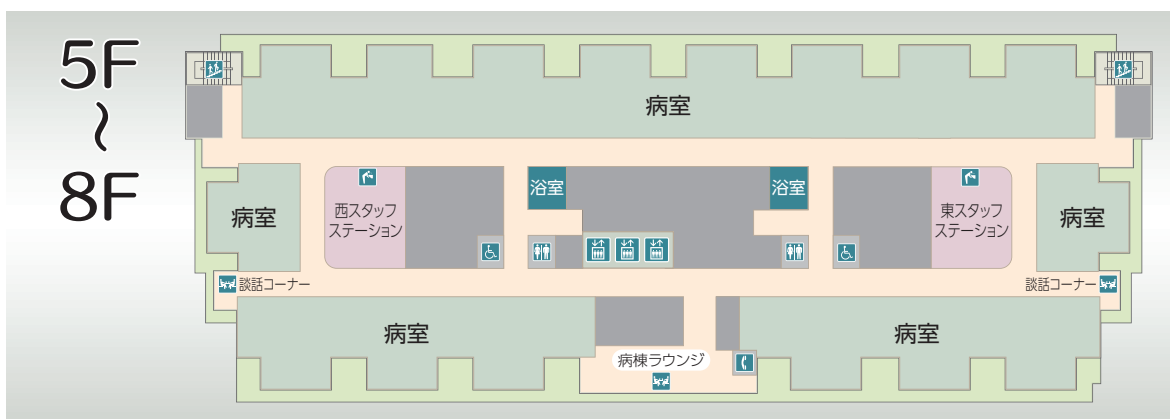 5F
〜
8F
病室
浴室
浴室
病室
西スタッフ
ステーション
東スタッフ
ステーション
病室
談話コーナー
談話コーナー
病室
病室
病棟ラウンジ